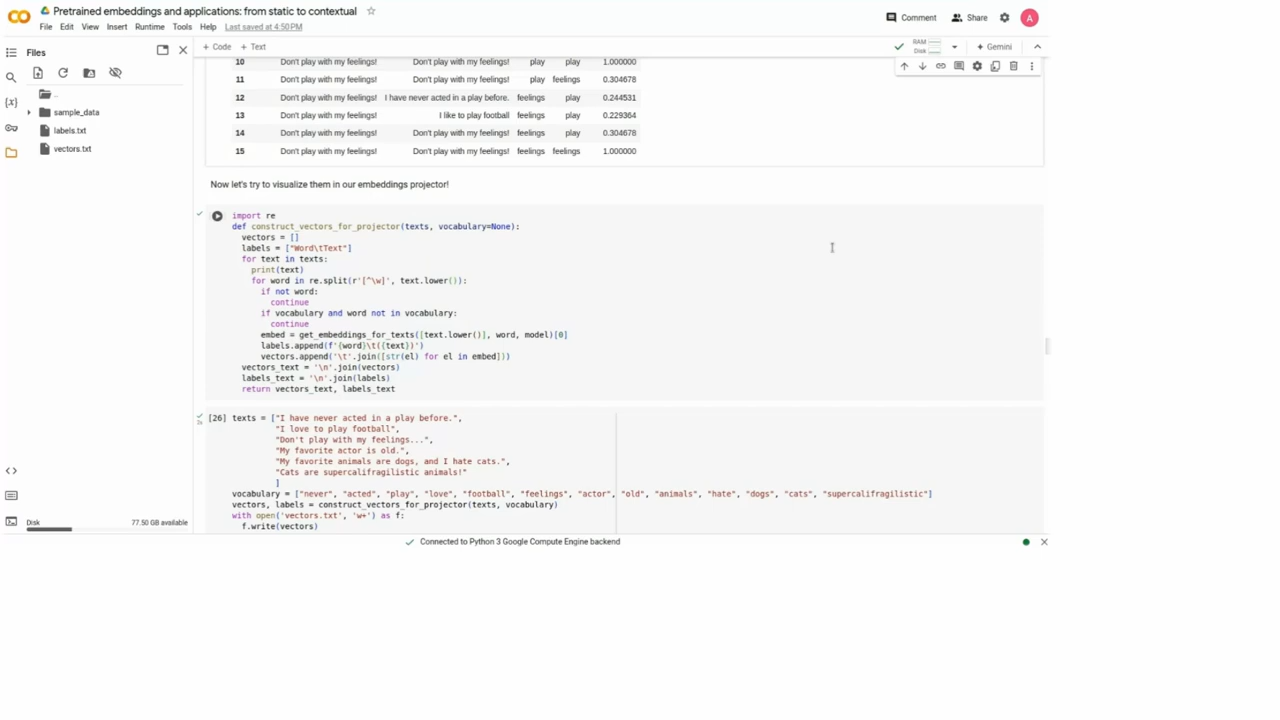 Pretrained embeddings and applications: from static to contextual
File Edit View Insert Runtime Tools Help Last saved at 4:50PM
Comment Share A
Files
+ Code + Text
RAM
Disk
Gemini
..
sample_data
labels.txt
vectors.txt
10 Don't play with my feelings! Don't play with my feelings! play play 1.000000
11 Don't play with my feelings! Don't play with my feelings! play feelings 0.304678
12 Don't play with my feelings! I have never acted in a play before. feelings play 0.244531
13 Don't play with my feelings! I like to play football feelings play 0.229364
14 Don't play with my feelings! Don't play with my feelings! feelings play 0.304678
15 Don't play with my feelings! Don't play with my feelings! feelings feelings 1.000000
Now let's try to visualize them in our embeddings projector!
import re
def construct_vectors_for_projector(texts, vocabulary=None):
vectors = []
labels = ["Word\tText"]
for text in texts:
print(text)
for word in re.split(r'[^\w]', text.lower()):
if not word:
continue
if vocabulary and word not in vocabulary:
continue
embed = get_embeddings_for_texts([text.lower()], word, model)[0]
labels.append(f'{word}\t({text})')
vectors.append('\t'.join([str(el) for el in embed]))
vectors_text = '\n'.join(vectors)
labels_text = '\n'.join(labels)
return vectors_text, labels_text
[26] texts = ["I have never acted in a play before.",
"I love to play football",
"Don't play with my feelings...",
"My favorite actor is old.",
"My favorite animals are dogs, and I hate cats.",
"Cats are supercalifragilistic animals!"
]
vocabulary = ["never", "acted", "play", "love", "football", "feelings", "actor", "old", "animals", "hate", "dogs", "cats", "supercalifragilistic"]
vectors, labels = construct_vectors_for_projector(texts, vocabulary)
with open('vectors.txt', 'w+') as f:
f.write(vectors)
Disk 77.50 GB available
Connected to Python 3 Google Compute Engine backend